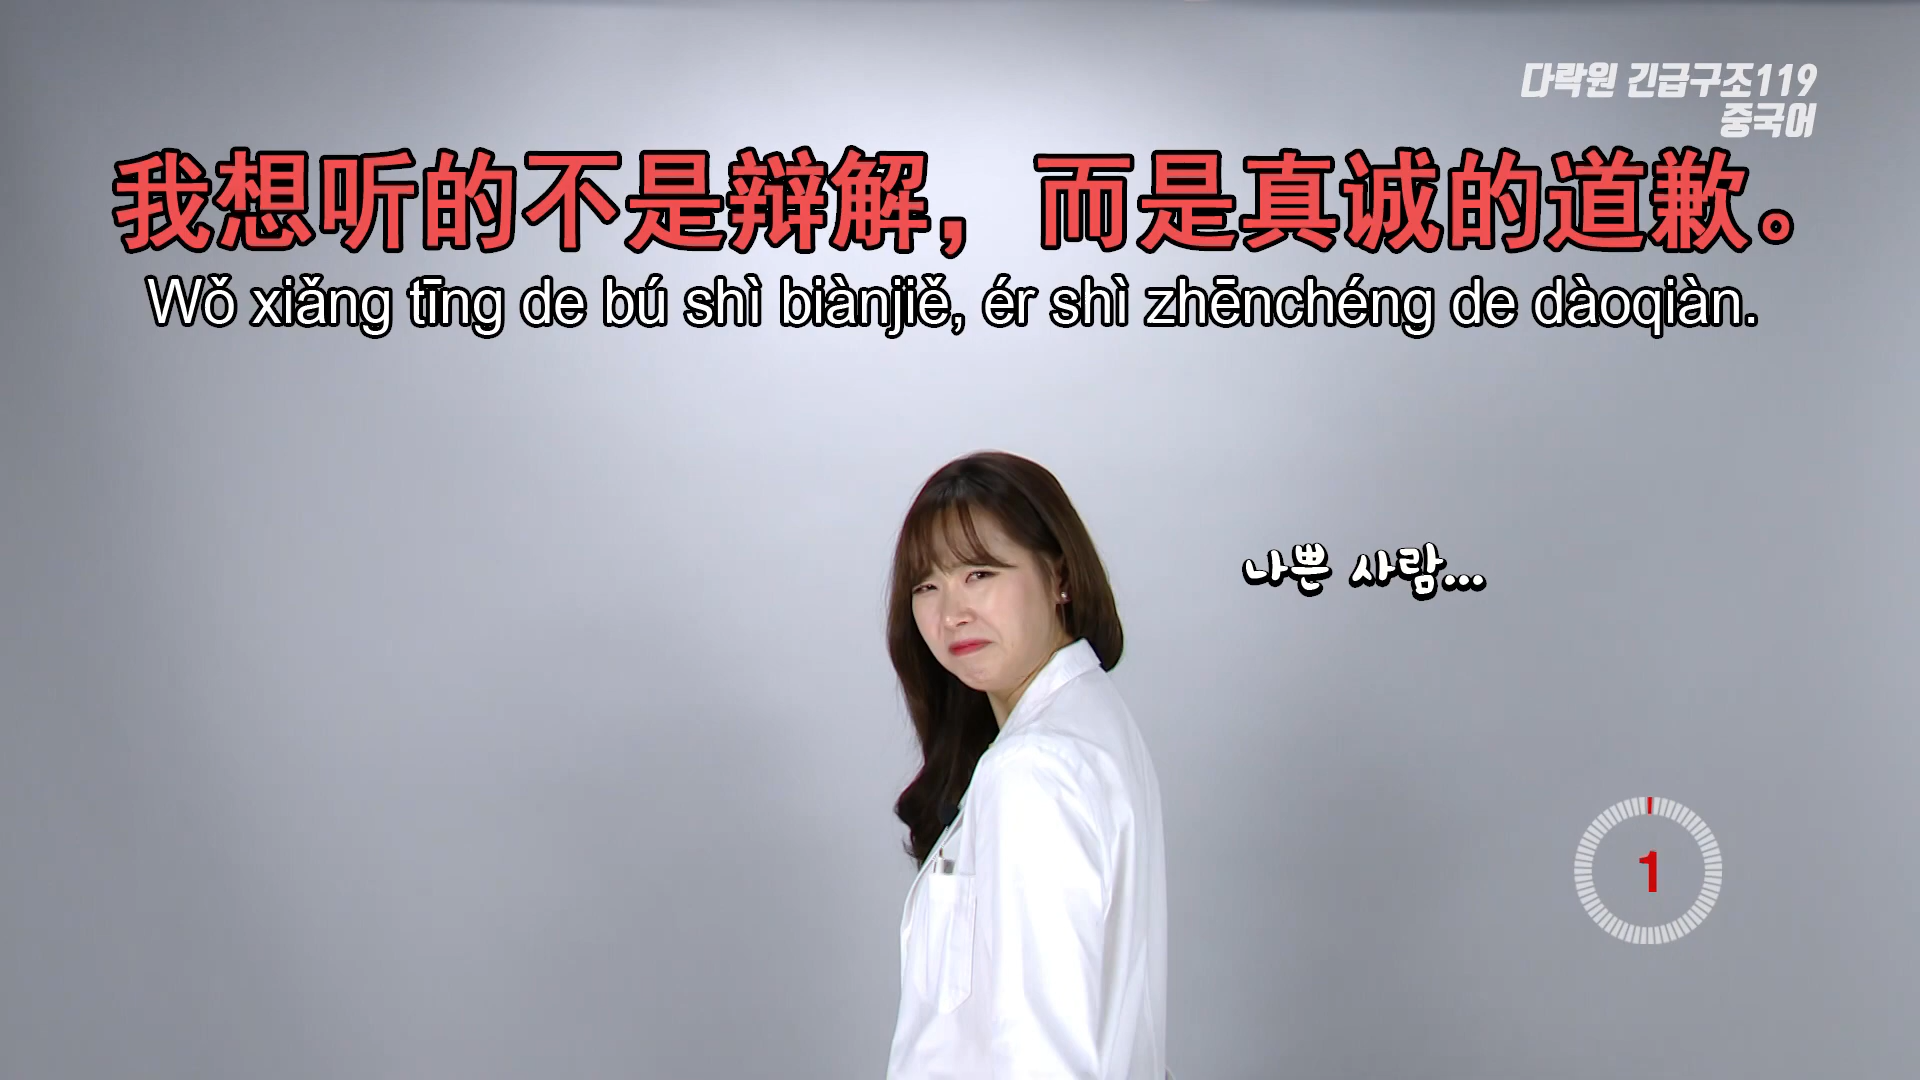 다락원 긴급구조119
중국어
我想听的不是辩解，而是真诚的道歉。
Wǒ xiǎng tīng de bú shì biànjiě, ér shì zhēnchéng de dàoqiàn.
나쁜 사람...
1